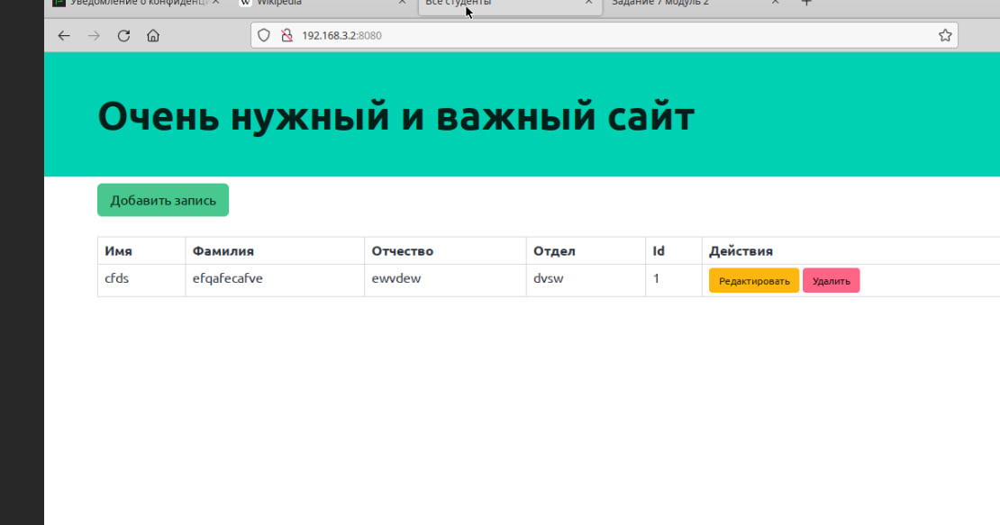 Уведомление о конфиденци
Wikipedia
Все студенты
Задание 7 модуль 2
192.168.3.2:8080
Очень нужный и важный сайт
Добавить запись
Имя Фамилия Отчество Отдел Id Действия
cfds efqafecafve ewvdew dvsw 1 Редактировать Удалить